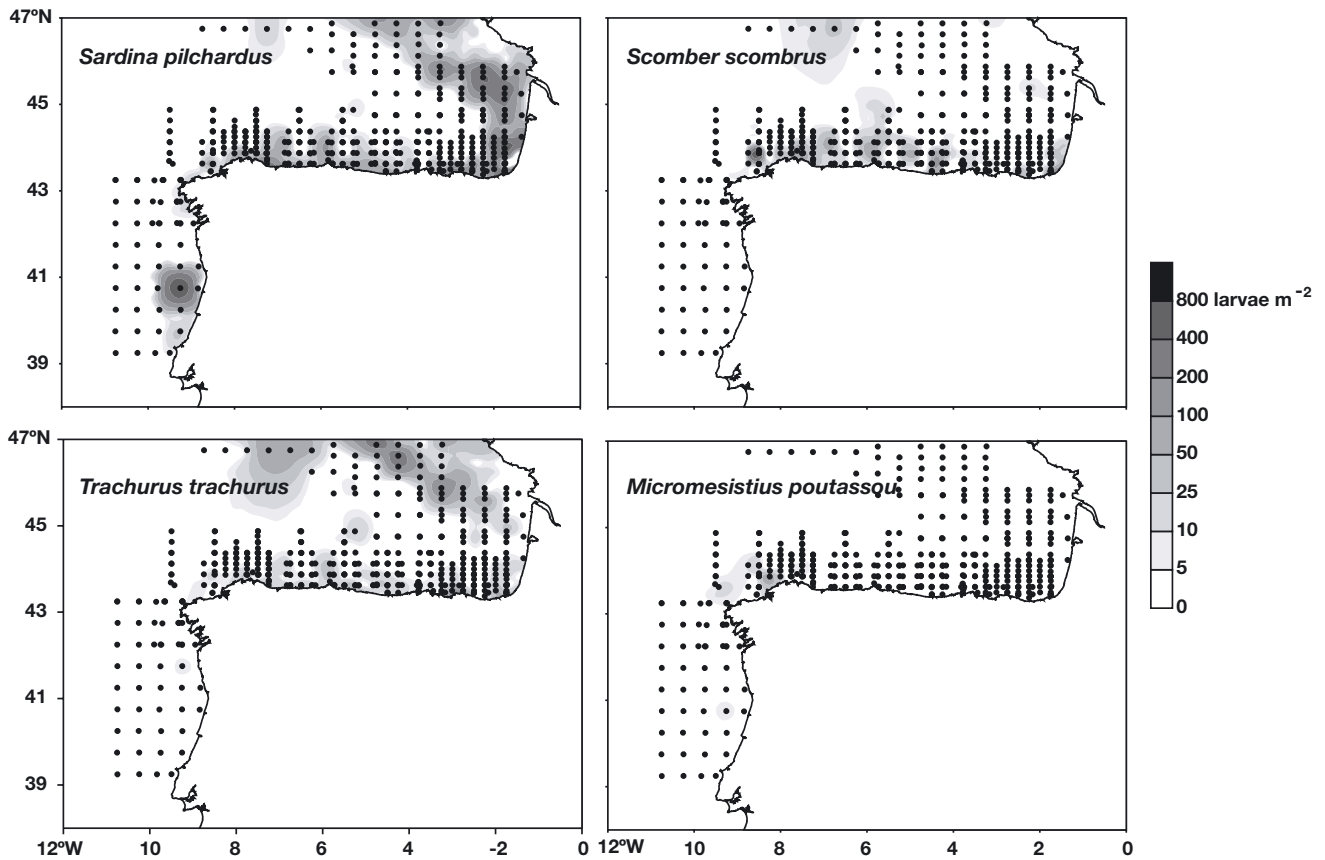 47ºN
Sardina pilchardus
Scomber scombrus
45
43
41
39
800 larvae m⁻²
400
200
100
50
25
10
5
0
47ºN
Trachurus trachurus
Micromesistius poutassou
45
43
41
39
12ºW 10 8 6 4 -2 0
12ºW 10 8 6 4 2 0